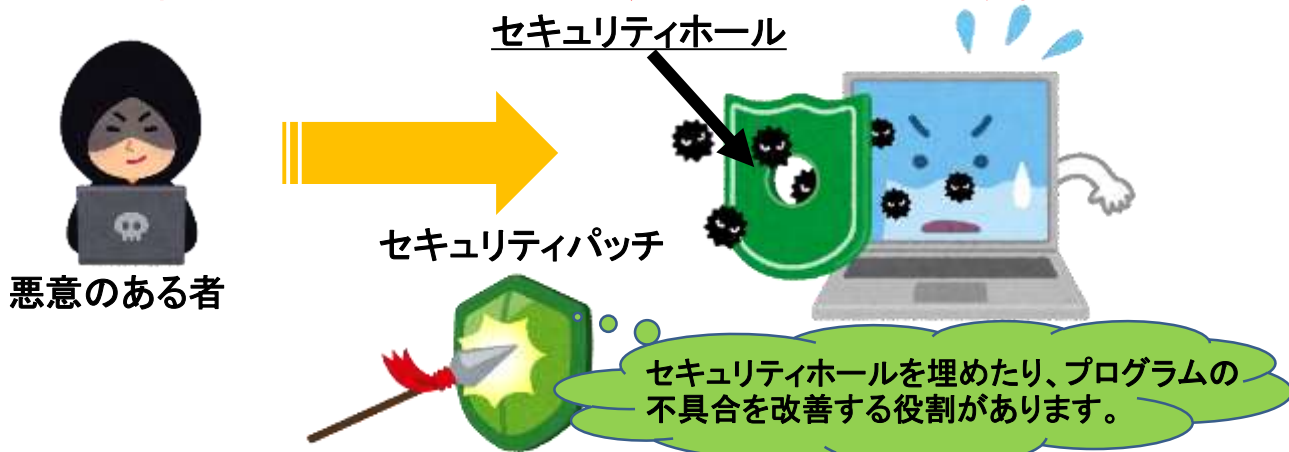 セキュリティホール
セキュリティパッチ
悪意のある者
セキュリティホールを埋めたり、プログラムの
不具合を改善する役割があります。